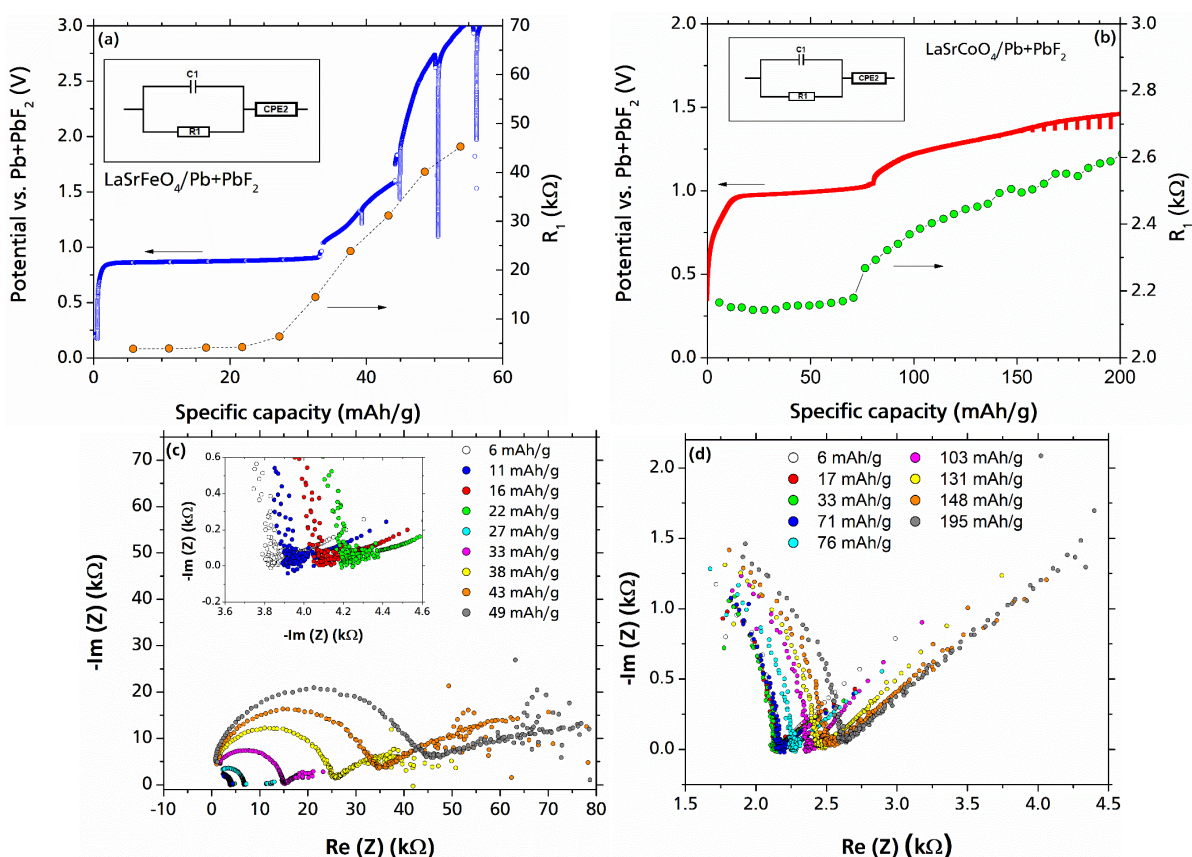 (a)
C1
R1
CPE2
LaSrFeO4/Pb+PbF2
Potential vs. Pb+PbF2 (V)
3.0
2.5
2.0
1.5
1.0
0.5
0.0
0
20
40
60
Specific capacity (mAh/g)
70
60
50
40
30
20
10
R1 (kΩ)
(b)
C1
R1
CPE2
LaSrCoO4/Pb+PbF2
Potential vs. Pb+PbF2 (V)
2.0
1.5
1.0
0.5
0.0
0
50
100
150
200
Specific capacity (mAh/g)
3.0
2.8
2.6
2.4
2.2
2.0
R1 (kΩ)
(c)
-Im (Z) (kΩ)
70
60
50
40
30
20
10
0
-10
0
10
20
30
40
50
60
70
80
Re (Z) (kΩ)
-Im (Z) (kΩ)
0.6
0.4
0.2
0.0
-0.2
3.6
3.8
4.0
4.2
4.4
4.6
-Im (Z) (kΩ)
6 mAh/g
11 mAh/g
16 mAh/g
22 mAh/g
27 mAh/g
33 mAh/g
38 mAh/g
43 mAh/g
49 mAh/g
(d)
-Im (Z) (kΩ)
2.0
1.5
1.0
0.5
0.0
1.5
2.0
2.5
3.0
3.5
4.0
4.5
Re (Z) (kΩ)
6 mAh/g
17 mAh/g
33 mAh/g
71 mAh/g
76 mAh/g
103 mAh/g
131 mAh/g
148 mAh/g
195 mAh/g